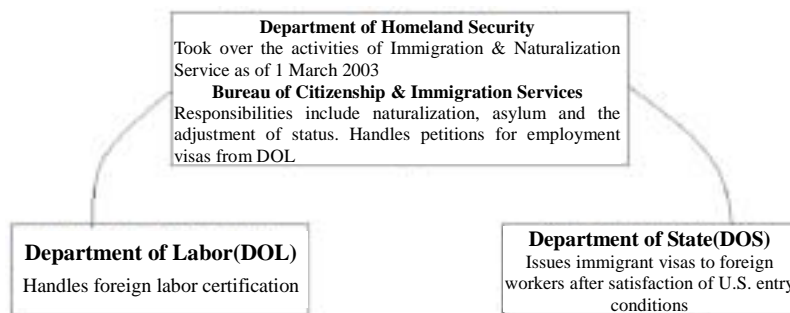 Department of Homeland Security
Took over the activities of Immigration & Naturalization
Service as of 1 March 2003
Bureau of Citizenship & Immigration Services
Responsibilities include naturalization, asylum and the
adjustment of status. Handles petitions for employment
visas from DOL
Department of Labor(DOL)
Handles foreign labor certification
Department of State(DOS)
Issues immigrant visas to foreign
workers after satisfaction of U.S. entry
conditions